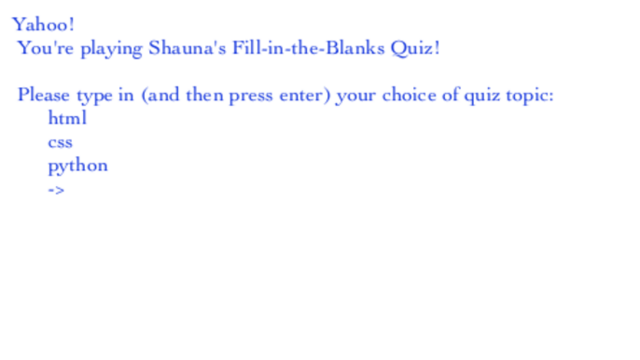 Yahoo!
You're playing Shauna's Fill-in-the-Blanks Quiz!
Please type in (and then press enter) your choice of quiz topic:
html
css
python
->